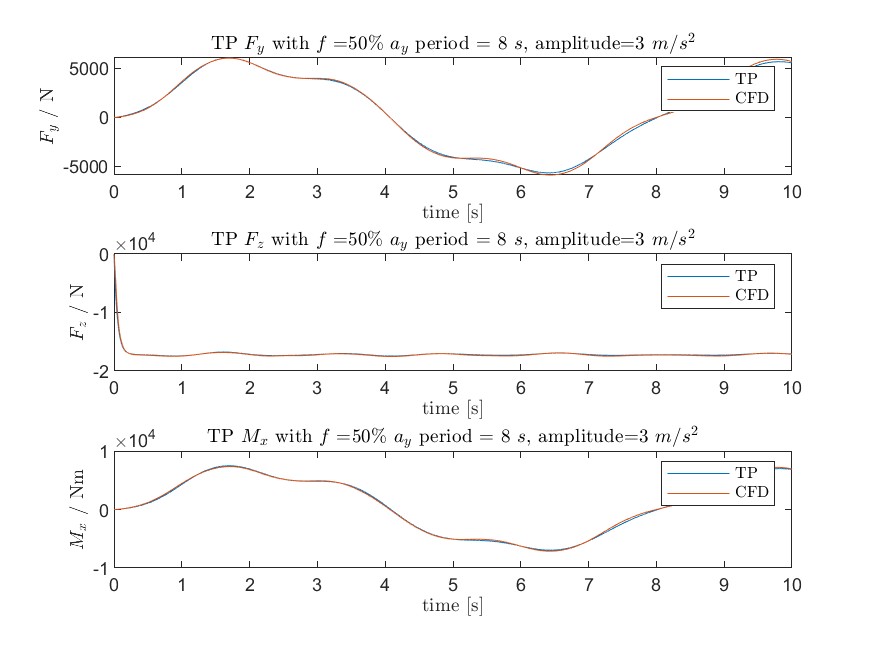 TP F_y with f =50% a_y period = 8 s, amplitude=3 m/s^2
5000
0
-5000
F_y / N
TP
CFD
0 1 2 3 4 5 6 7 8 9 10
time [s]
TP F_z with f =50% a_y period = 8 s, amplitude=3 m/s^2
×10^4
0
-1
-2
F_z / N
TP
CFD
0 1 2 3 4 5 6 7 8 9 10
time [s]
TP M_x with f =50% a_y period = 8 s, amplitude=3 m/s^2
×10^4
1
0
-1
M_x / Nm
TP
CFD
0 1 2 3 4 5 6 7 8 9 10
time [s]